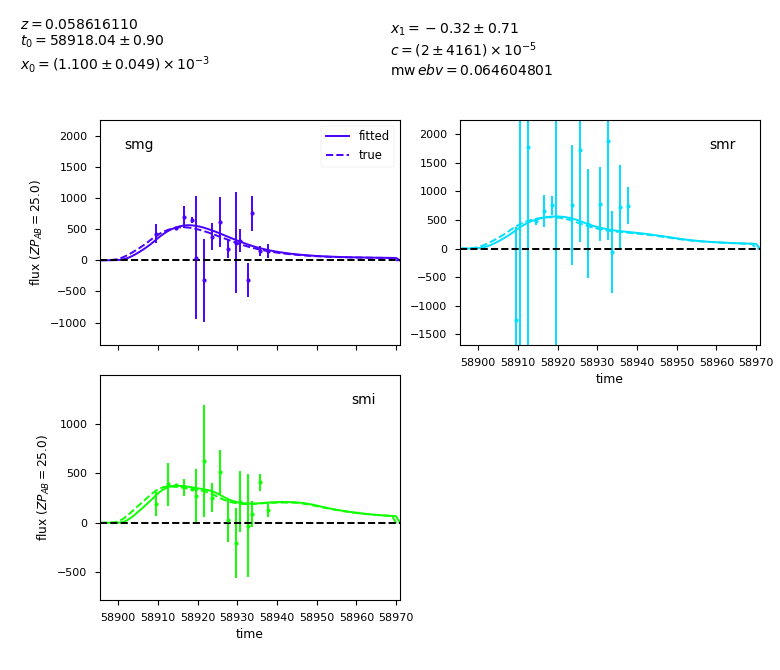 z = 0.058616110
t₀ = 58918.04 ± 0.90
x₀ = (1.100 ± 0.049) × 10⁻³
x₁ = −0.32 ± 0.71
c = (2 ± 4161) × 10⁻⁵
mw ebv = 0.064604801
smg
fitted
true
2000
1500
1000
500
0
−500
−1000
flux (ZP_AB = 25.0)
smr
2000
1500
1000
500
0
−500
−1000
−1500
58900 58910 58920 58930 58940 58950 58960 58970
time
smi
1000
500
0
−500
flux (ZP_AB = 25.0)
58900 58910 58920 58930 58940 58950 58960 58970
time